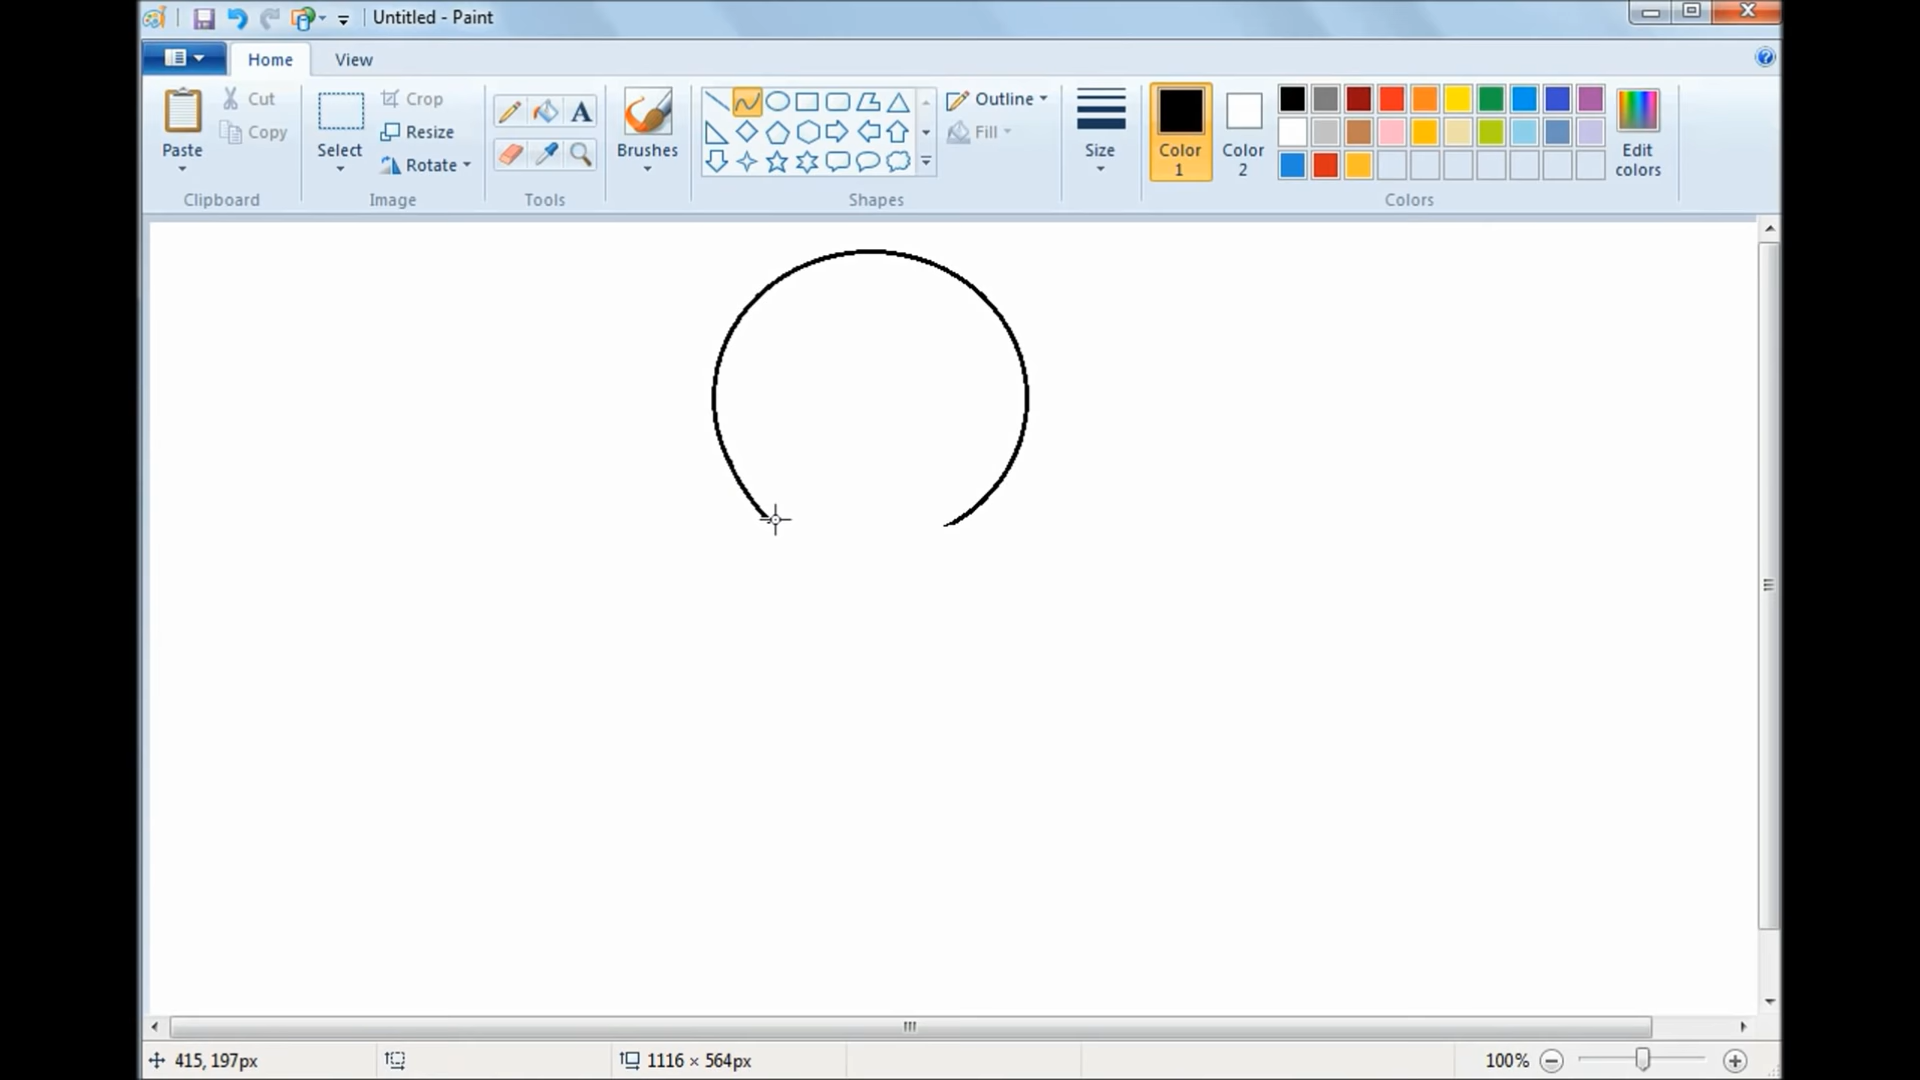 Untitled - Paint
Home View
Paste
Cut
Copy
Clipboard
Select
Crop
Resize
Rotate
Image
A
Tools
Brushes
Outline
Fill
Shapes
Size
Color
1
Color
2
Edit
colors
Colors
415, 197px
1116 × 564px
100%